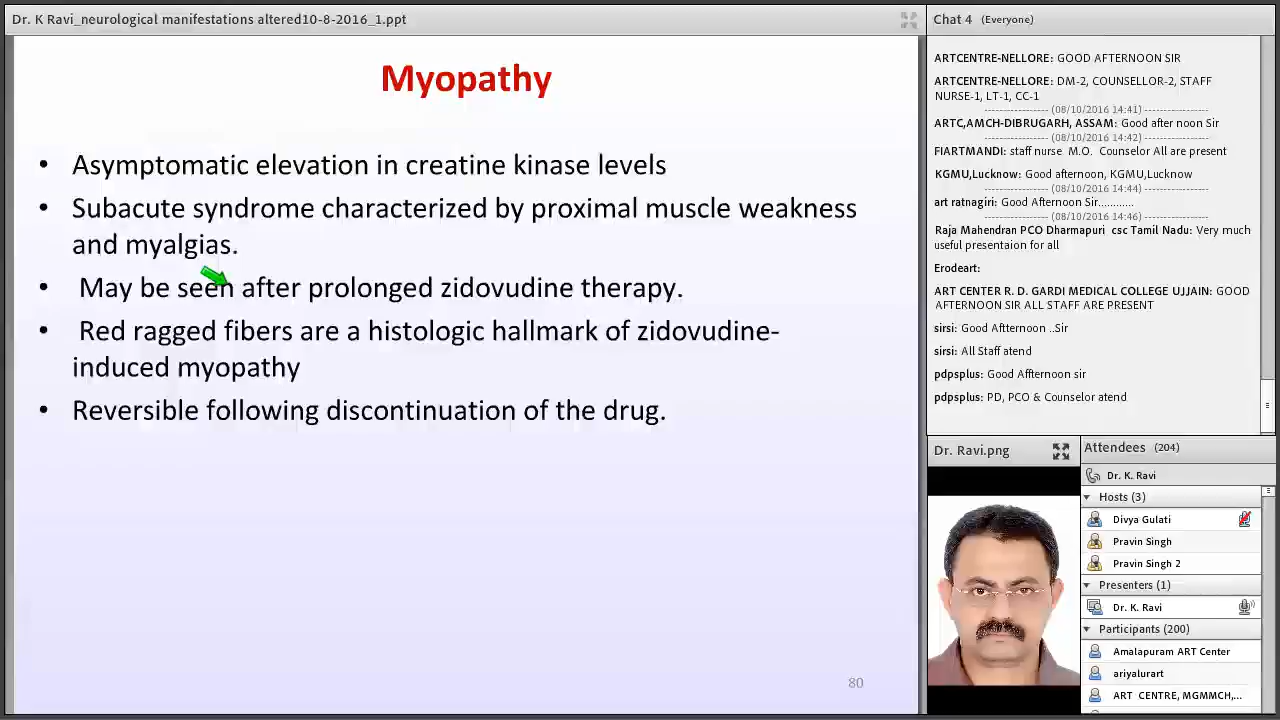 Dr. K Ravi_neurological manifestations altered10-8-2016_1.ppt
Myopathy
• Asymptomatic elevation in creatine kinase levels
• Subacute syndrome characterized by proximal muscle weakness
and myalgias.
• May be seen after prolonged zidovudine therapy.
• Red ragged fibers are a histologic hallmark of zidovudine-
induced myopathy
• Reversible following discontinuation of the drug.
80
Chat 4 (Everyone)
ARTCENTRE-NELLORE: GOOD AFTERNOON SIR
ARTCENTRE-NELLORE: DM-2, COUNSELLOR-2, STAFF
NURSE-1, LT-1, CC-1
------------------ (08/10/2016 14:41) ------------------
ARTC,AMCH-DIBRUGARH, ASSAM: Good after noon Sir
------------------ (08/10/2016 14:42) ------------------
FIARTMANDI: staff nurse M.O. Counselor All are present
KGMU,Lucknow: Good afternoon, KGMU,Lucknow
------------------ (08/10/2016 14:44) ------------------
art ratnagiri: Good Afternoon Sir............
------------------ (08/10/2016 14:46) ------------------
Raja Mahendran PCO Dharmapuri csc Tamil Nadu: Very much
useful presentaion for all
Erodeart:
ART CENTER R. D. GARDI MEDICAL COLLEGE UJJAIN: GOOD
AFTERNOON SIR ALL STAFF ARE PRESENT
sirsi: Good Aftternoon ..Sir
sirsi: All Staff atend
pdpsplus: Good Affternoon sir
pdpsplus: PD, PCO & Counselor atend
Dr. Ravi.png
Attendees (204)
Dr. K. Ravi
Hosts (3)
Divya Gulati
Pravin Singh
Pravin Singh 2
Presenters (1)
Dr. K. Ravi
Participants (200)
Amalapuram ART Center
ariyalurart
ART CENTRE, MGMMCH,...